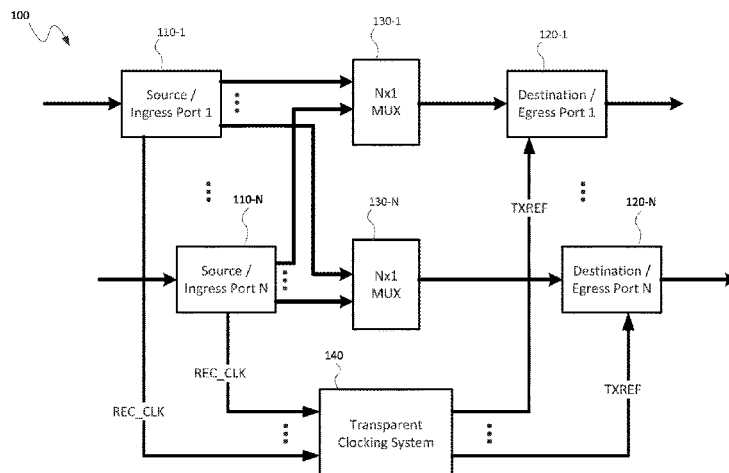 100
110-1
130-1
120-1
Source /
Ingress Port 1
Nx1
MUX
Destination /
Egress Port 1
110-N
130-N
TXREF
120-N
Source /
Ingress Port N
Nx1
MUX
Destination /
Egress Port N
REC_CLK
140
TXREF
REC_CLK
Transparent
Clocking System